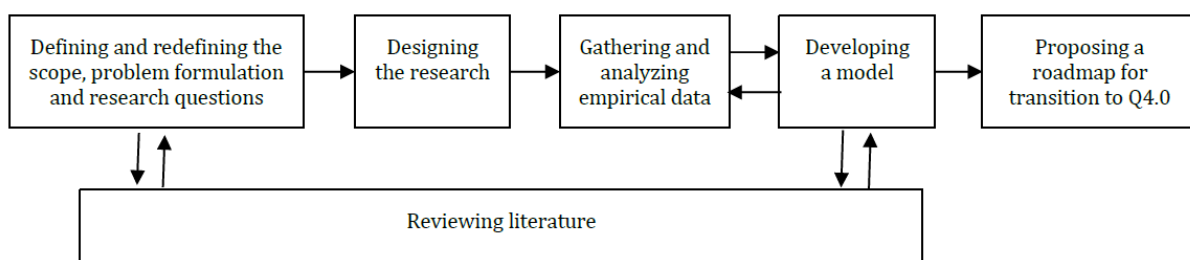 Defining and redefining the
scope, problem formulation
and research questions
Designing
the research
Gathering and
analyzing
empirical data
Developing
a model
Proposing a
roadmap for
transition to Q4.0
Reviewing literature